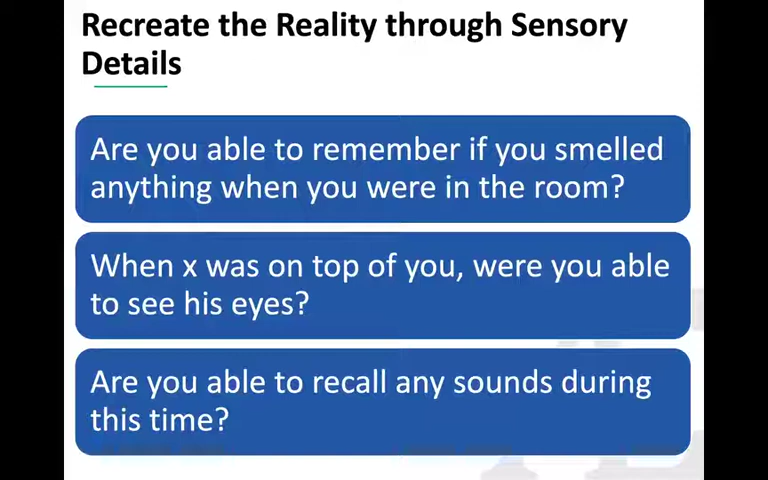 Recreate the Reality through Sensory
Details
Are you able to remember if you smelled
anything when you were in the room?
When x was on top of you, were you able
to see his eyes?
Are you able to recall any sounds during
this time?